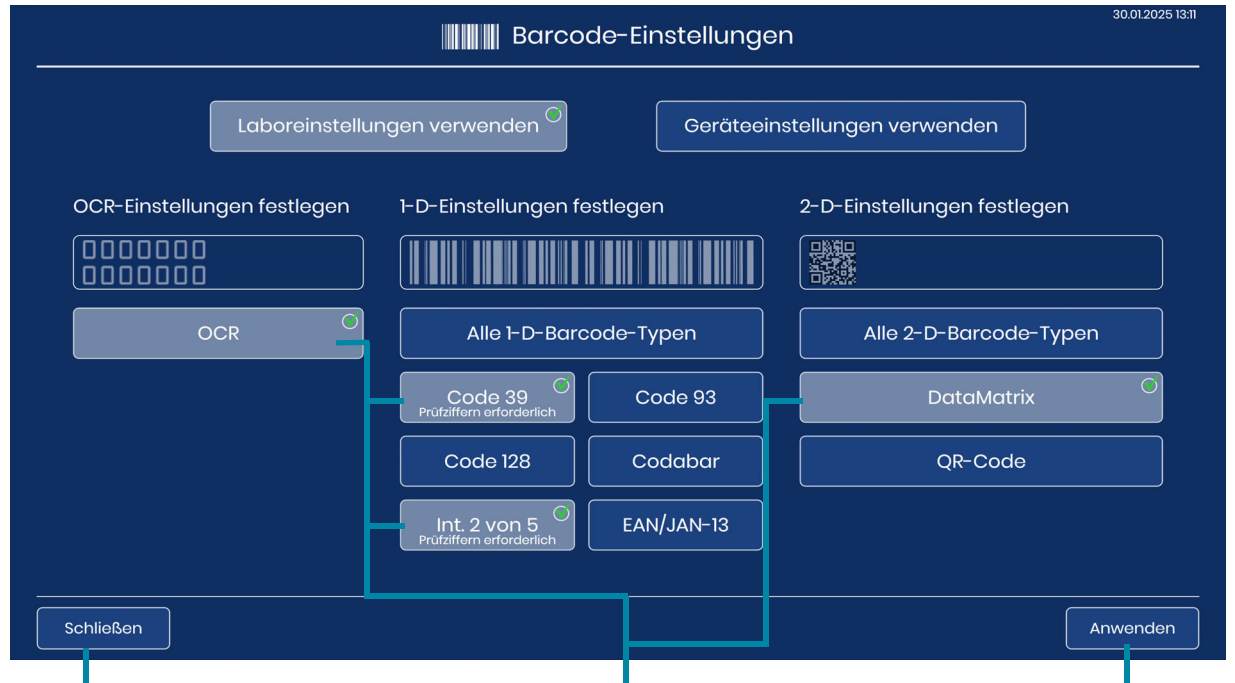 30.01.2025 13:11
Barcode-Einstellungen
Laboreinstellungen verwenden
Geräteeinstellungen verwenden
OCR-Einstellungen festlegen
1-D-Einstellungen festlegen
2-D-Einstellungen festlegen
OCR
Alle 1-D-Barcode-Typen
Alle 2-D-Barcode-Typen
Code 39
Prüfziffern erforderlich
Code 93
DataMatrix
Code 128
Codabar
QR-Code
Int. 2 von 5
Prüfziffern erforderlich
EAN/JAN-13
Schließen
Anwenden